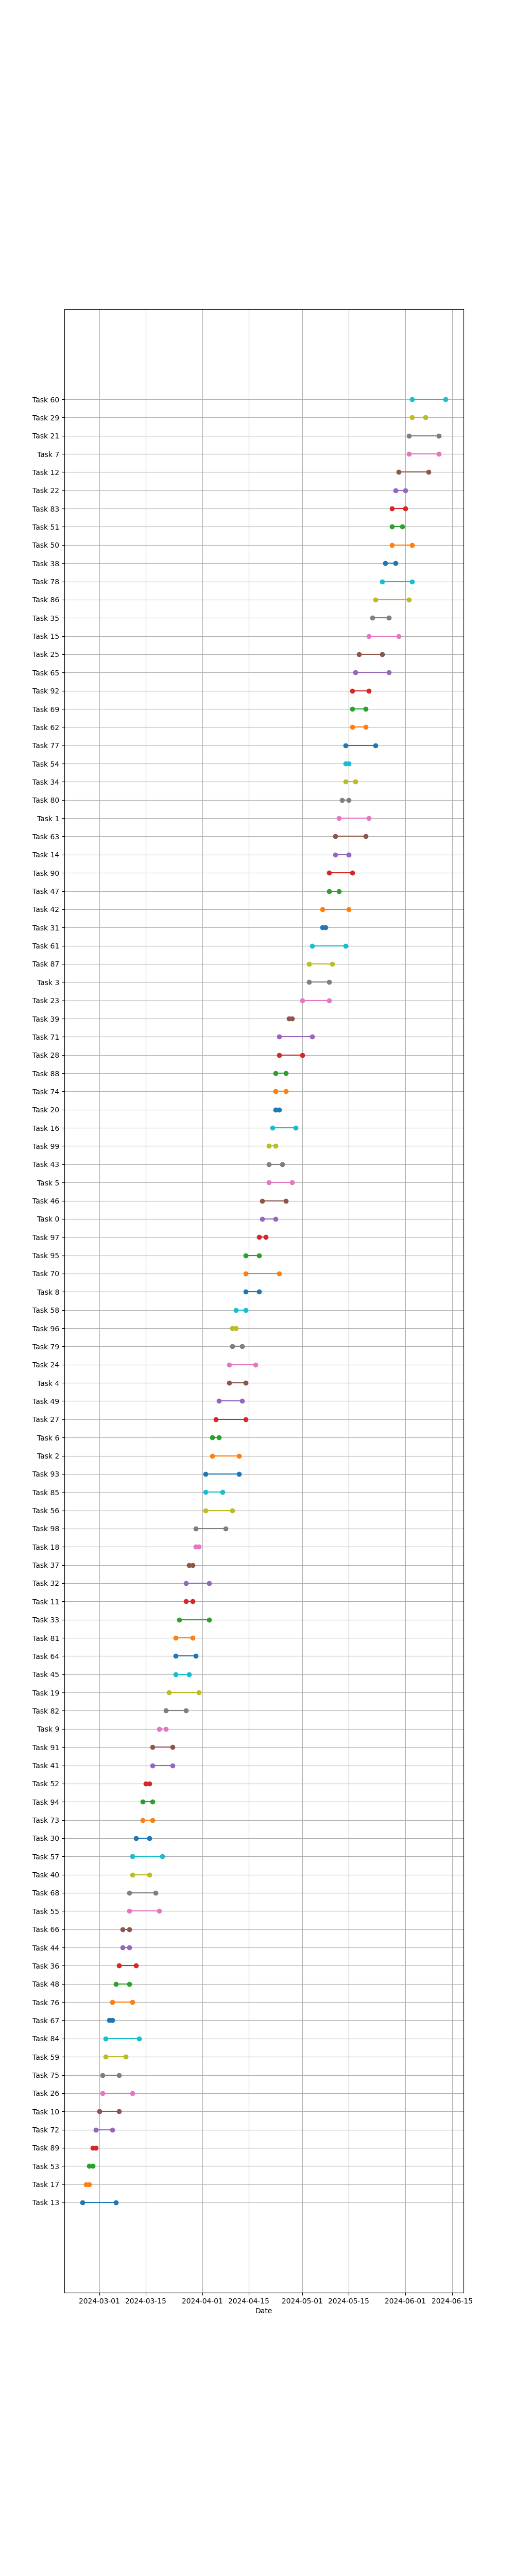 Task 60
Task 29
Task 21
Task 7
Task 12
Task 22
Task 83
Task 51
Task 50
Task 38
Task 78
Task 86
Task 35
Task 15
Task 25
Task 65
Task 92
Task 69
Task 62
Task 77
Task 54
Task 34
Task 80
Task 1
Task 63
Task 14
Task 90
Task 47
Task 42
Task 31
Task 61
Task 87
Task 3
Task 23
Task 39
Task 71
Task 28
Task 88
Task 74
Task 20
Task 16
Task 99
Task 43
Task 5
Task 46
Task 0
Task 97
Task 95
Task 70
Task 8
Task 58
Task 96
Task 79
Task 24
Task 4
Task 49
Task 27
Task 6
Task 2
Task 93
Task 85
Task 56
Task 98
Task 18
Task 37
Task 32
Task 11
Task 33
Task 81
Task 64
Task 45
Task 19
Task 82
Task 9
Task 91
Task 41
Task 52
Task 94
Task 73
Task 30
Task 57
Task 40
Task 68
Task 55
Task 66
Task 44
Task 36
Task 48
Task 76
Task 67
Task 84
Task 59
Task 75
Task 26
Task 10
Task 72
Task 89
Task 53
Task 17
Task 13
2024-03-01 2024-03-15 2024-04-01 2024-04-15 2024-05-01 2024-05-15 2024-06-01 2024-06-15
Date